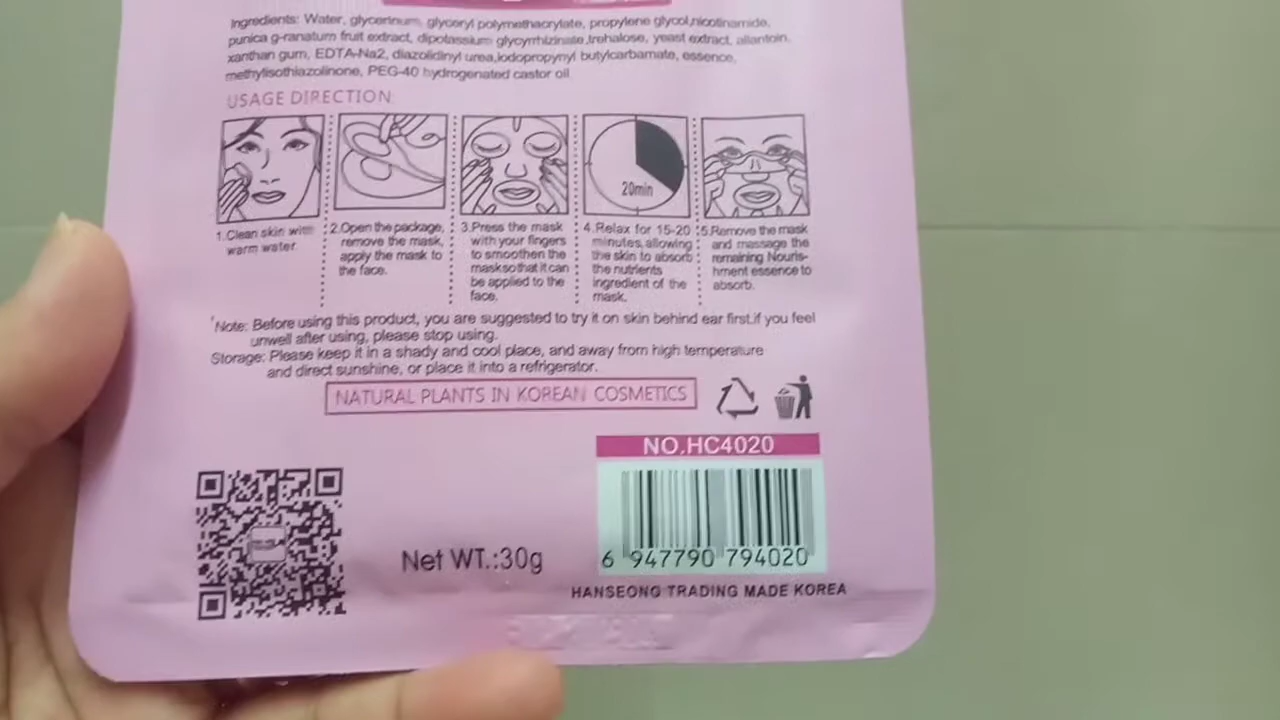 Ingredients: Water, glycerinum, glyceryl polymethacrylate, propylene glycol,nicotinamide,
punica g-ranatum fruit extract, dipotassium glycyrrhizinate,trehalose, yeast extract, allantoin,
xanthan gum, EDTA-Na2, diazolidinyl urea,iodopropynyl butylcarbamate, essence,
methylisothiazolinone, PEG-40 hydrogenated castor oil
USAGE DIRECTION:
20min
1.Clean skin with
warm water.
2.Open the package,
remove the mask,
apply the mask to
the face.
3.Press the mask
with your fingers
to smoothen the
mask so that it can
be applied to the
face.
4.Relax for 15-20
minutes, allowing
the skin to absorb
the nutrients
ingredient of the
mask.
5.Remove the mask
and massage the
remaining Nouris-
hment essence to
absorb.
*Note: Before using this product, you are suggested to try it on skin behind ear first.if you feel
unwell after using, please stop using.
Storage: Please keep it in a shady and cool place, and away from high temperature
and direct sunshine, or place it into a refrigerator.
NATURAL PLANTS IN KOREAN COSMETICS
NO.HC4020
Net WT.:30g
6 947790 794020
HANSEONG TRADING MADE KOREA